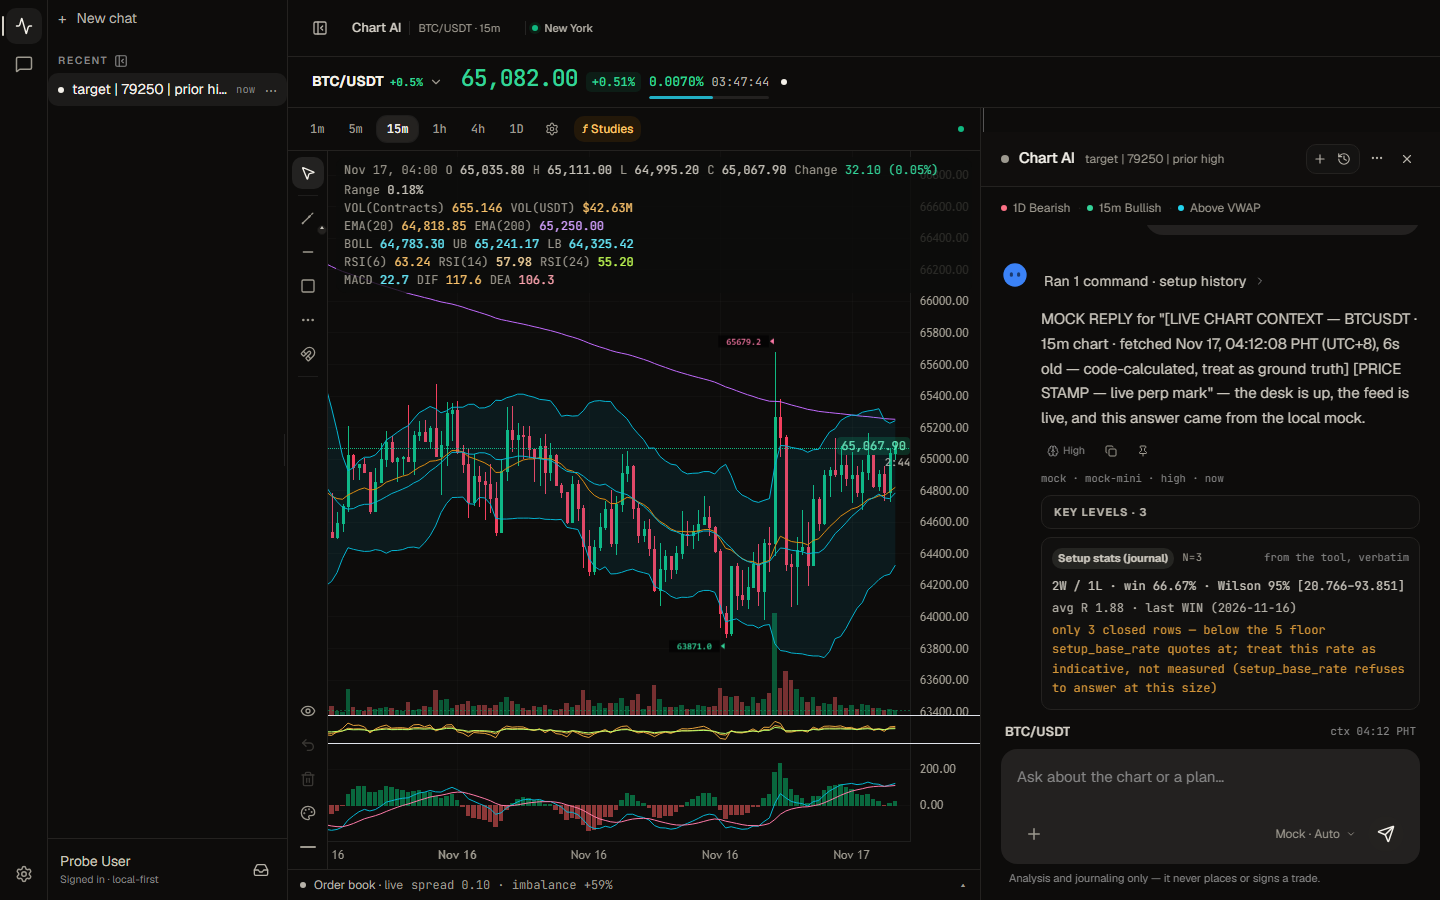 + New chat
RECENT
target | 79250 | prior hi... now ...
Probe User
Signed in · local-first
Chart AI BTC/USDT · 15m New York
BTC/USDT +0.5% 65,082.00 +0.51% 0.0070% 03:47:44
1m 5m 15m 1h 4h 1D f Studies
Nov 17, 04:00 O 65,035.80 H 65,111.00 L 64,995.20 C 65,067.90 Change 32.10 (0.05%)
Range 0.18%
VOL(Contracts) 655.146 VOL(USDT) $42.63M
EMA(20) 64,818.85 EMA(200) 65,250.00
BOLL 64,783.30 UB 65,241.17 LB 64,325.42
RSI(6) 63.24 RSI(14) 57.98 RSI(24) 55.20
MACD 22.7 DIF 117.6 DEA 106.3
66800.00
66600.00
66400.00
66200.00
66000.00
65800.00
65600.00
65400.00
65200.00
65000.00
64800.00
64600.00
64400.00
64200.00
64000.00
63800.00
63600.00
63400.00
65679.2
65,067.90
2:44
63871.0
200.00
0.00
16 Nov 16 Nov 16 Nov 16 Nov 17
Order book · live spread 0.10 · imbalance +59%
Chart AI target | 79250 | prior high
1D Bearish 15m Bullish Above VWAP
Ran 1 command · setup history
MOCK REPLY for "[LIVE CHART CONTEXT — BTCUSDT ·
15m chart · fetched Nov 17, 04:12:08 PHT (UTC+8), 6s
old — code-calculated, treat as ground truth] [PRICE
STAMP — live perp mark" — the desk is up, the feed is
live, and this answer came from the local mock.
High
mock · mock-mini · high · now
KEY LEVELS · 3
Setup stats (journal) N=3 from the tool, verbatim
2W / 1L · win 66.67% · Wilson 95% [20.766–93.851]
avg R 1.88 · last WIN (2026-11-16)
only 3 closed rows — below the 5 floor
setup_base_rate quotes at; treat this rate as
indicative, not measured (setup_base_rate refuses
to answer at this size)
BTC/USDT ctx 04:12 PHT
Ask about the chart or a plan...
Mock · Auto
Analysis and journaling only — it never places or signs a trade.